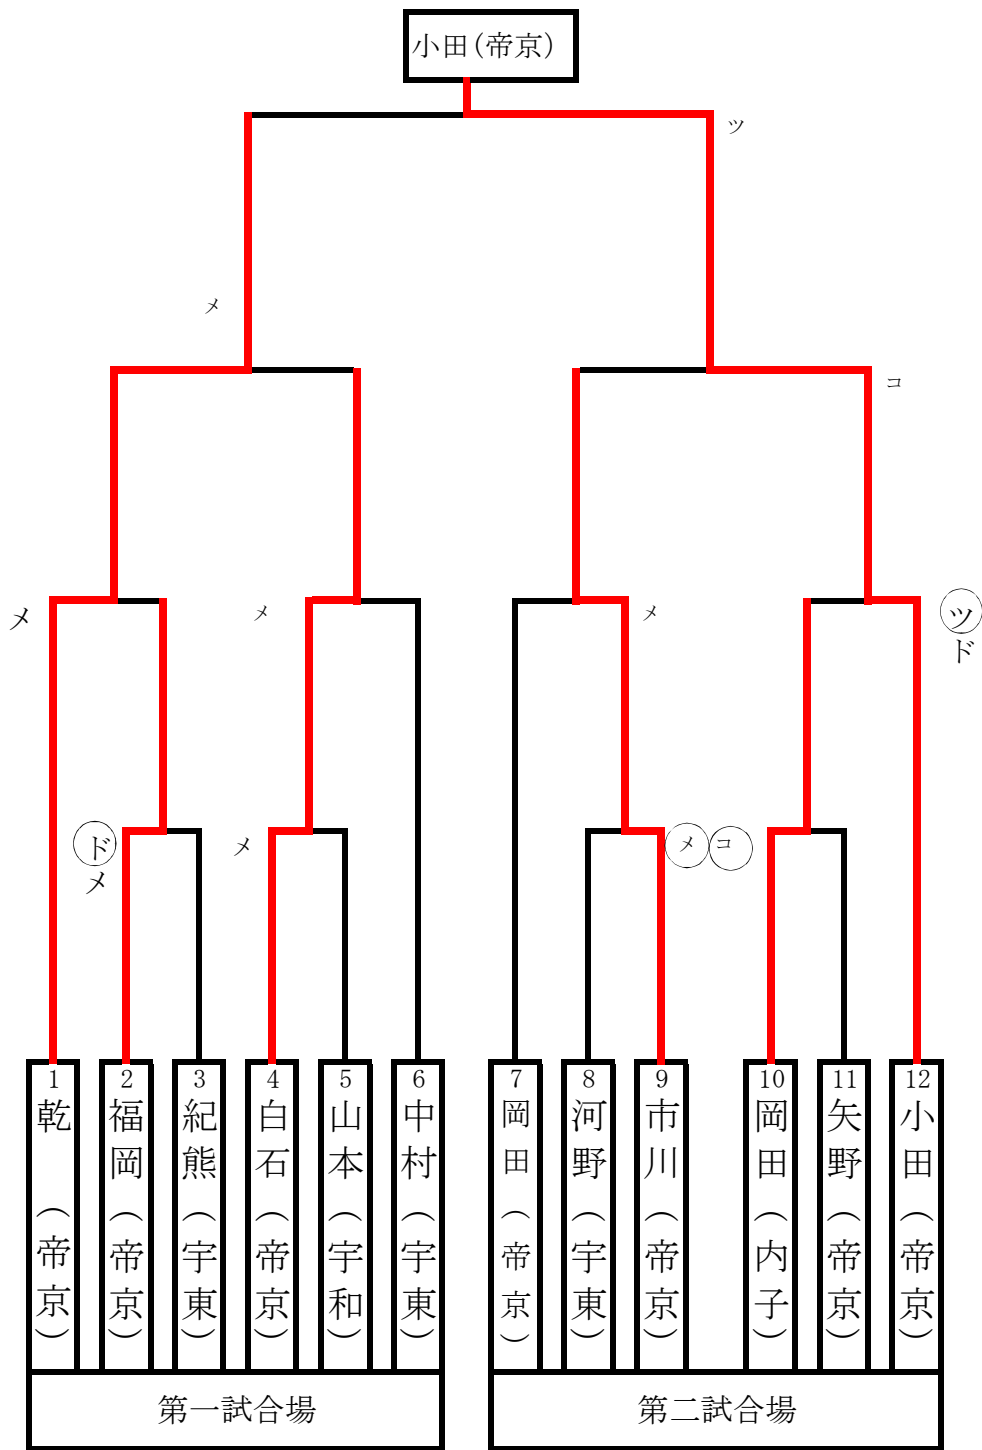 小田(帝京)
ツ
メ
コ
メ
メ
メ
ツ
ド
ド
メ
メ
メ コ
1 乾 (帝京)
2 福岡 (帝京)
3 紀熊 (宇東)
4 白石 (帝京)
5 山本 (宇和)
6 中村 (宇東)
7 岡田 (帝京)
8 河野 (宇東)
9 市川 (帝京)
10 岡田 (内子)
11 矢野 (帝京)
12 小田 (帝京)
第一試合場
第二試合場